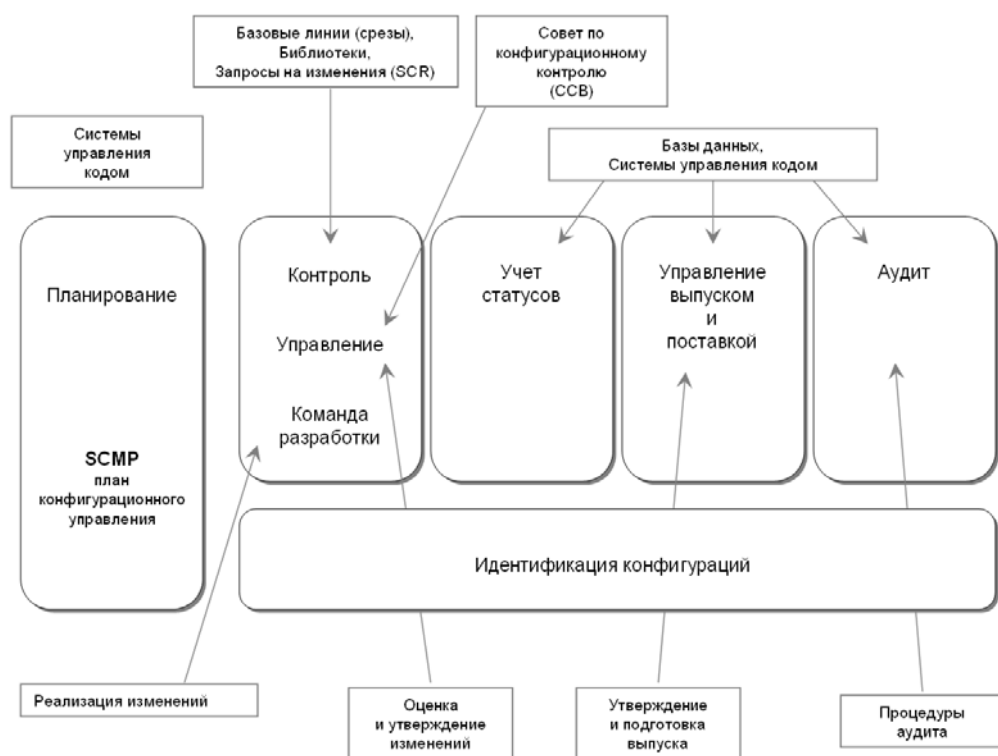 Базовые линии (срезы),
Библиотеки,
Запросы на изменения (SCR)
Совет по
конфигурационному
контролю
(CCB)
Системы
управления
кодом
Базы данных,
Системы управления кодом
Планирование
SCMP
план
конфигурационного
управления
Контроль
Управление
Команда
разработки
Учет
статусов
Управление
выпуском
и
поставкой
Аудит
Идентификация конфигураций
Реализация изменений
Оценка
и утверждение
изменений
Утверждение
и подготовка
выпуска
Процедуры
аудита